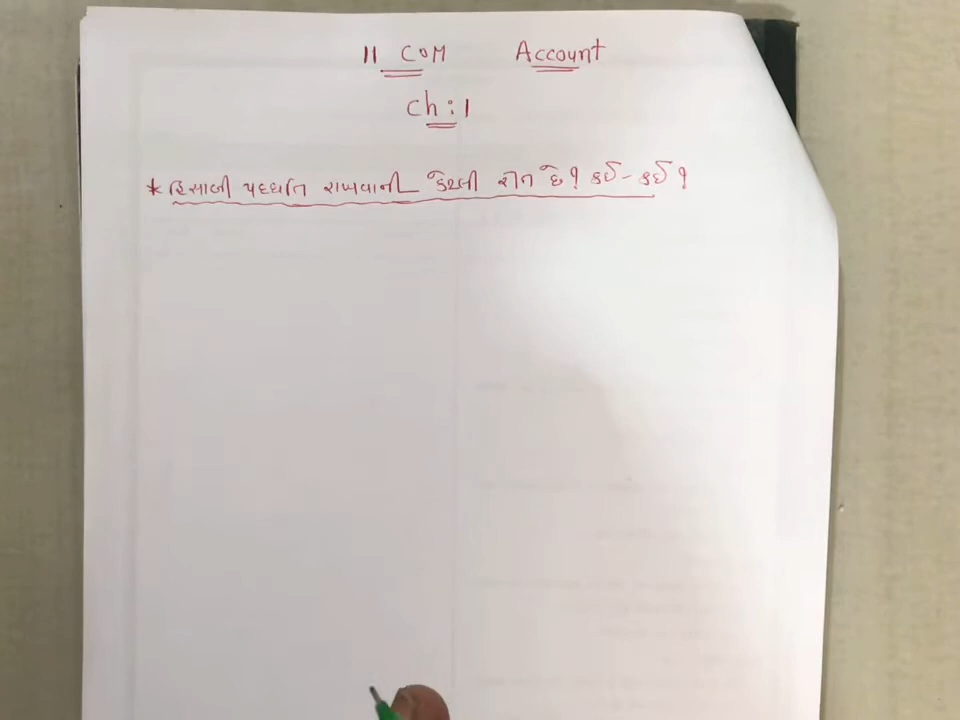 11 COM Account
Ch : 1
* હિસાબી પદ્ધતિ રાખવાની કેટલી રીત છે? કઈ - કઈ ?